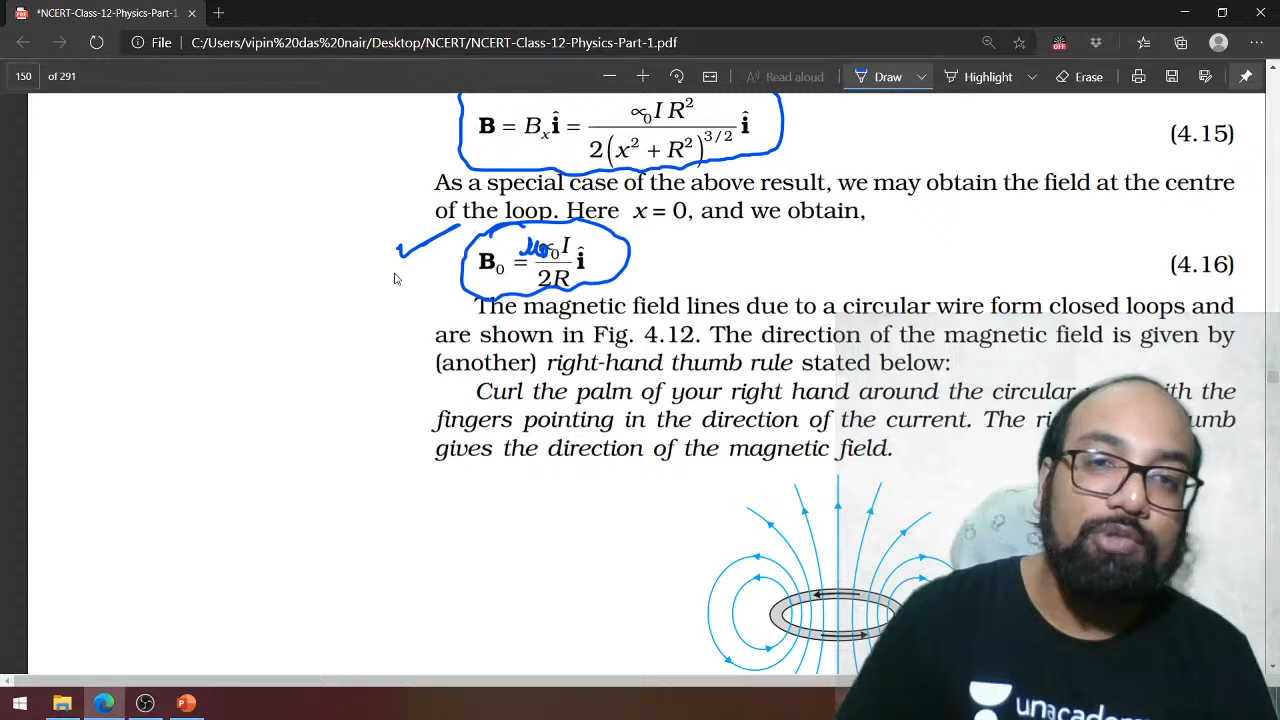 *NCERT-Class-12-Physics-Part-1.
File C:/Users/vipin%20das%20nair/Desktop/NCERT/NCERT-Class-12-Physics-Part-1.pdf
150 of 291 Read aloud Draw Highlight Erase
B = Bₓî = ∝₀ I R² / 2(x² + R²)^3/2 î (4.15)
As a special case of the above result, we may obtain the field at the centre
of the loop. Here x = 0, and we obtain,
B₀ = μ₀I / 2R î (4.16)
The magnetic field lines due to a circular wire form closed loops and
are shown in Fig. 4.12. The direction of the magnetic field is given by
(another) right-hand thumb rule stated below:
Curl the palm of your right hand around the circular with the
fingers pointing in the direction of the current. The
gives the direction of the magnetic field.
unacademy